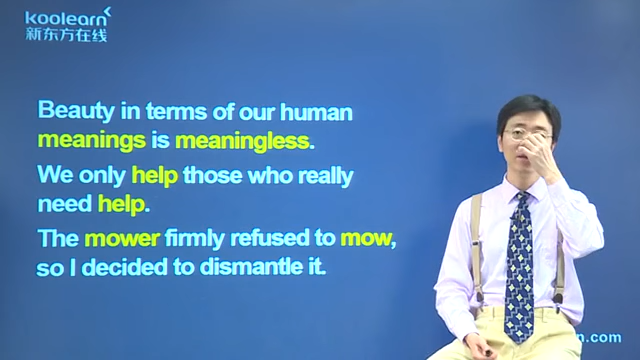 koolearn
新东方在线
Beauty in terms of our human
meanings is meaningless.
We only help those who really
need help.
The mower firmly refused to mow,
so I decided to dismantle it.
n.com